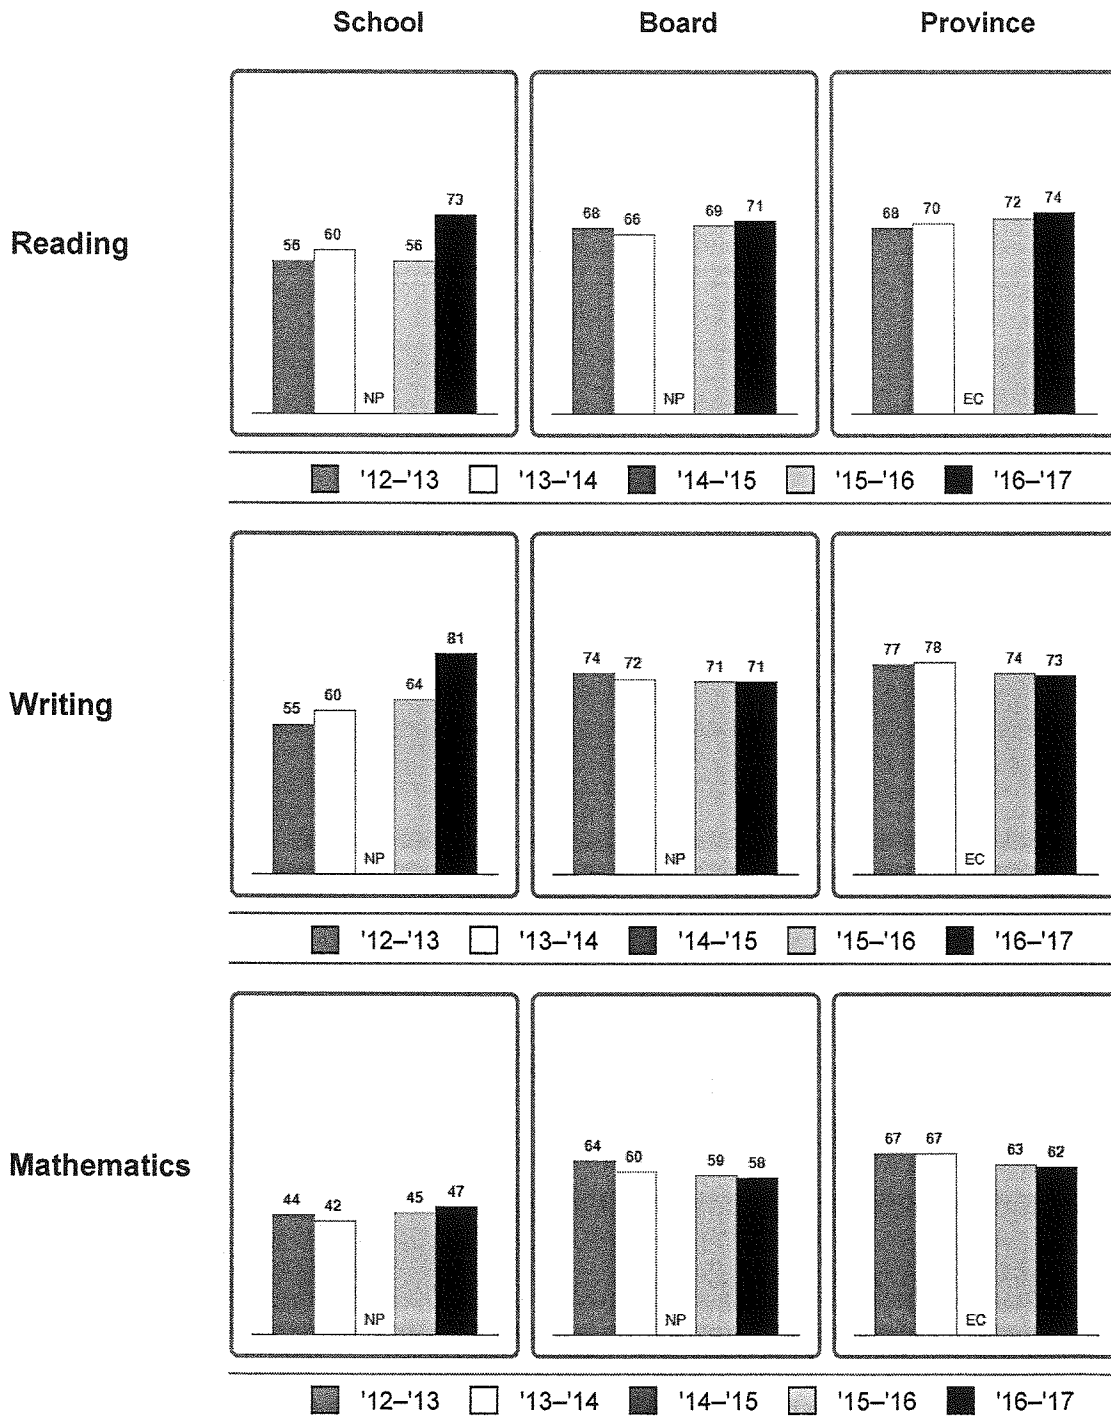 School Board Province
Reading
56 60 NP 56 73
68 66 NP 69 71
68 70 EC 72 74
'12–'13 '13–'14 '14–'15 '15–'16 '16–'17
Writing
55 60 NP 64 81
74 72 NP 71 71
77 78 EC 74 73
'12–'13 '13–'14 '14–'15 '15–'16 '16–'17
Mathematics
44 42 NP 45 47
64 60 NP 59 58
67 67 EC 63 62
'12–'13 '13–'14 '14–'15 '15–'16 '16–'17